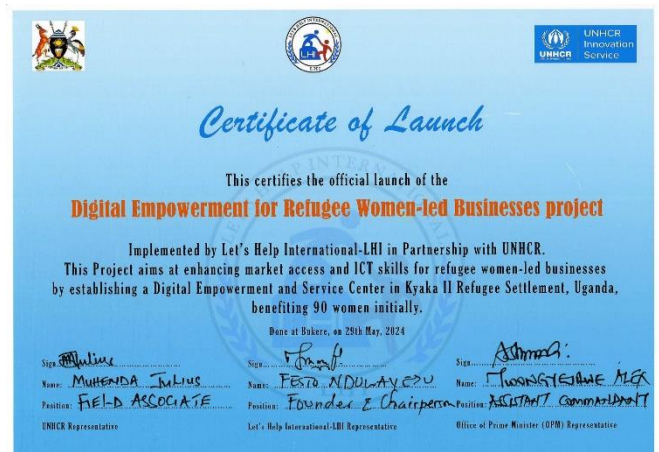 LHI
UNHCR
UNHCR
Innovation
Service
Certificate of Launch
This certifies the official launch of the
Digital Empowerment for Refugee Women-led Businesses project
Implemented by Let's Help International-LHI in Partnership with UNHCR.
This Project aims at enhancing market access and ICT skills for refugee women-led businesses
by establishing a Digital Empowerment and Service Center in Kyaka II Refugee Settlement, Uganda,
benefiting 90 women initially.
Done at Bukere, on 29th May, 2024
Sign
Name: MUHENDA JULIUS
Position: FIELD ASSOCIATE
UNHCR Representative
Sign
Name: FESTO NDULAYEZU
Position: Founder & Chairperson
Let's Help International-LHI Representative
Sign
Name: ALEX
Position: ASSISTANT COMMANDANT
Office of Prime Minister (OPM) Representative